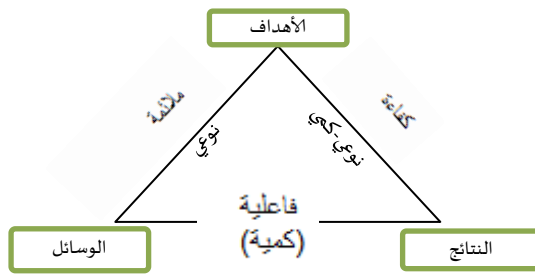 الأهداف
ملائمة
كفاءة
نوعي
نوعي-كمي
فاعلية
(كمية)
الوسائل
النتائج